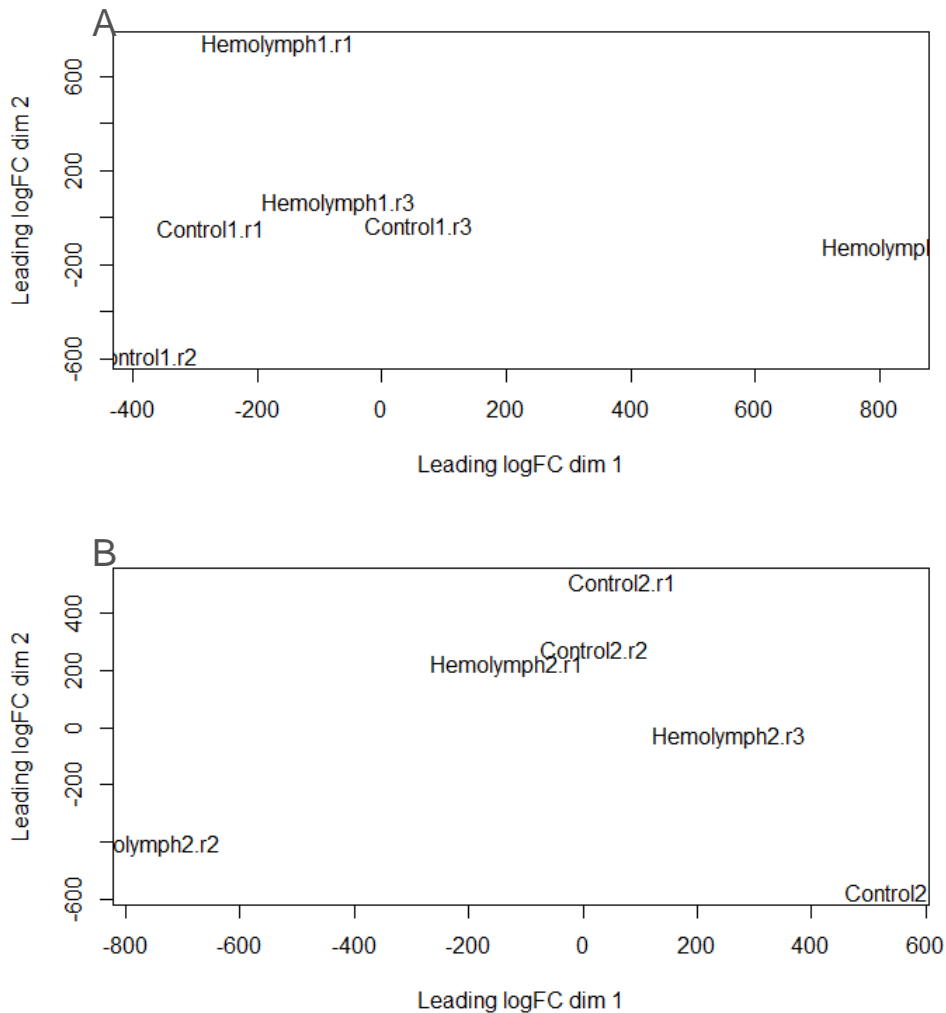 A
Leading logFC dim 2
600
200
-200
-600
Hemolymph1.r1
Hemolymph1.r3
Control1.r1
Control1.r3
Hemolympl
ontrol1.r2
-400
-200
0
200
400
600
800
Leading logFC dim 1
B
Leading logFC dim 2
400
200
0
-200
-600
Control2.r1
Control2.r2
Hemolymph2.r1
Hemolymph2.r3
olymph2.r2
Control2
-800
-600
-400
-200
0
200
400
600
Leading logFC dim 1